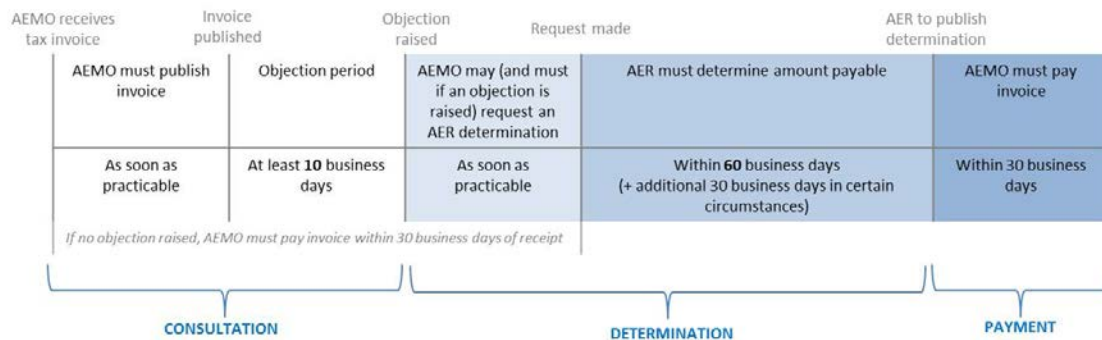 AEMO receives
tax invoice
Invoice
published
Objection
raised
Request made
AER to publish
determination
AEMO must publish
invoice
Objection period
AEMO may (and must
if an objection is
raised) request an
AER determination
AER must determine amount payable
AEMO must pay
invoice
As soon as
practicable
At least 10 business
days
As soon as
practicable
Within 60 business days
(+ additional 30 business days in certain
circumstances)
Within 30 business
days
If no objection raised, AEMO must pay invoice within 30 business days of receipt
CONSULTATION
DETERMINATION
PAYMENT